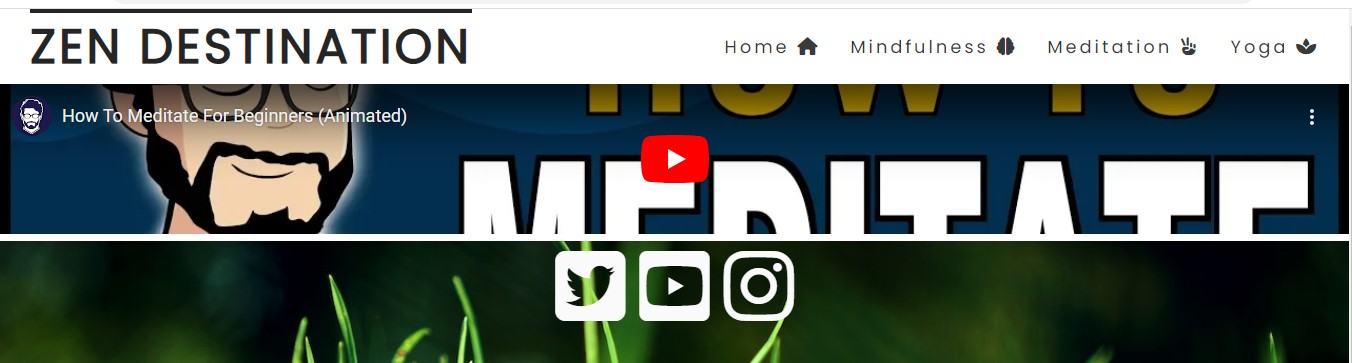 ZEN DESTINATION
Home Mindfulness Meditation Yoga
How To Meditate For Beginners (Animated)
HOW TO
MEDITATE